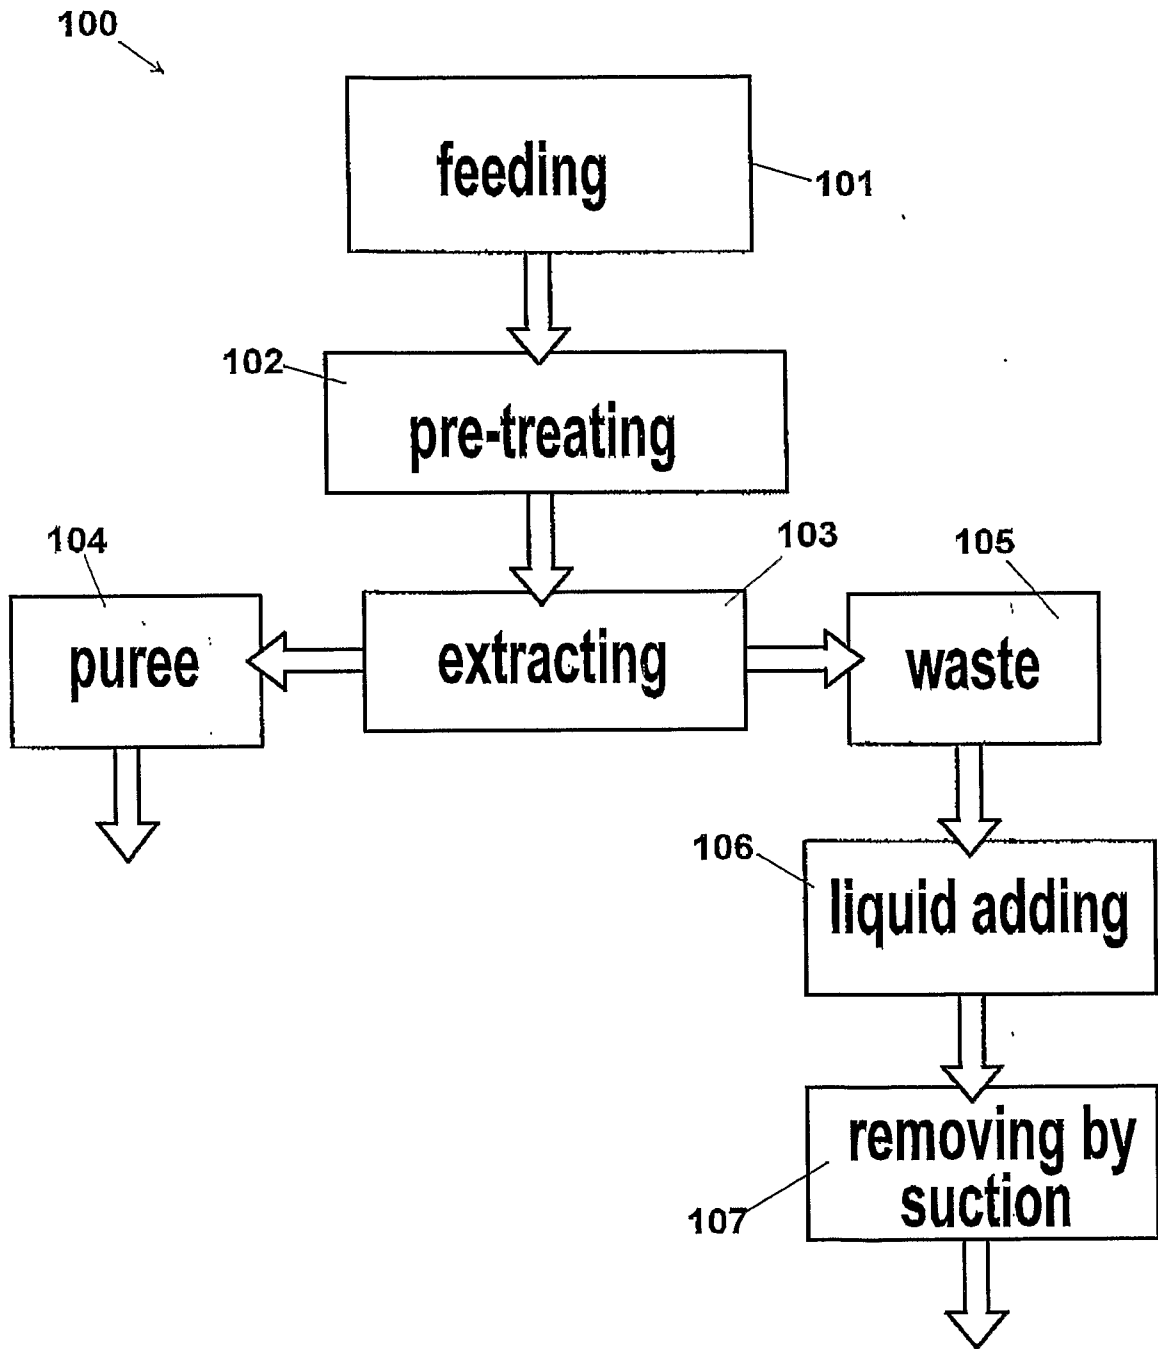 100
feeding
101
102
pre-treating
104
103
105
puree
extracting
waste
106
liquid adding
removing by
suction
107